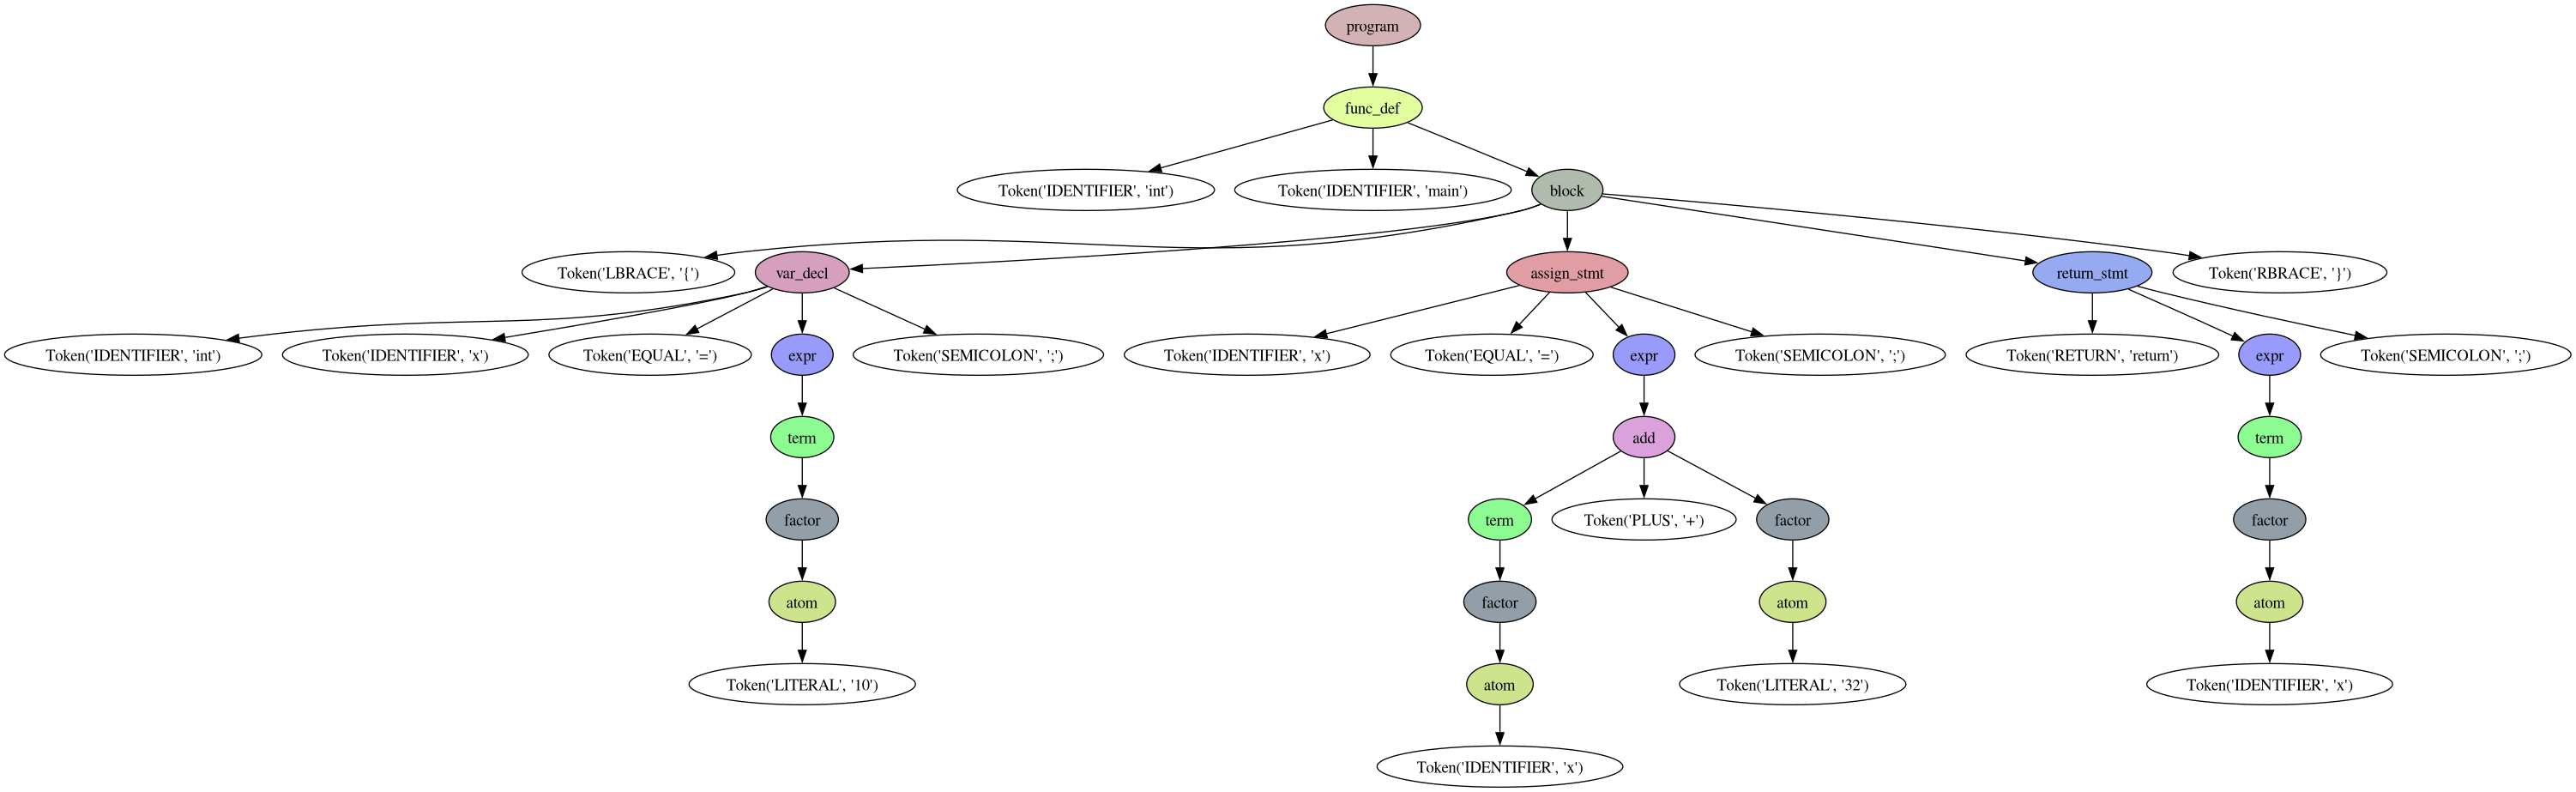 program
func_def
Token('IDENTIFIER', 'int')
Token('IDENTIFIER', 'main')
block
Token('LBRACE', '{')
var_decl
assign_stmt
return_stmt
Token('RBRACE', '}')
Token('IDENTIFIER', 'int')
Token('IDENTIFIER', 'x')
Token('EQUAL', '=')
expr
Token('SEMICOLON', ';')
Token('IDENTIFIER', 'x')
Token('EQUAL', '=')
expr
Token('SEMICOLON', ';')
Token('RETURN', 'return')
expr
Token('SEMICOLON', ';')
term
add
term
factor
term
Token('PLUS', '+')
factor
factor
atom
factor
atom
atom
Token('LITERAL', '10')
atom
Token('LITERAL', '32')
Token('IDENTIFIER', 'x')
Token('IDENTIFIER', 'x')